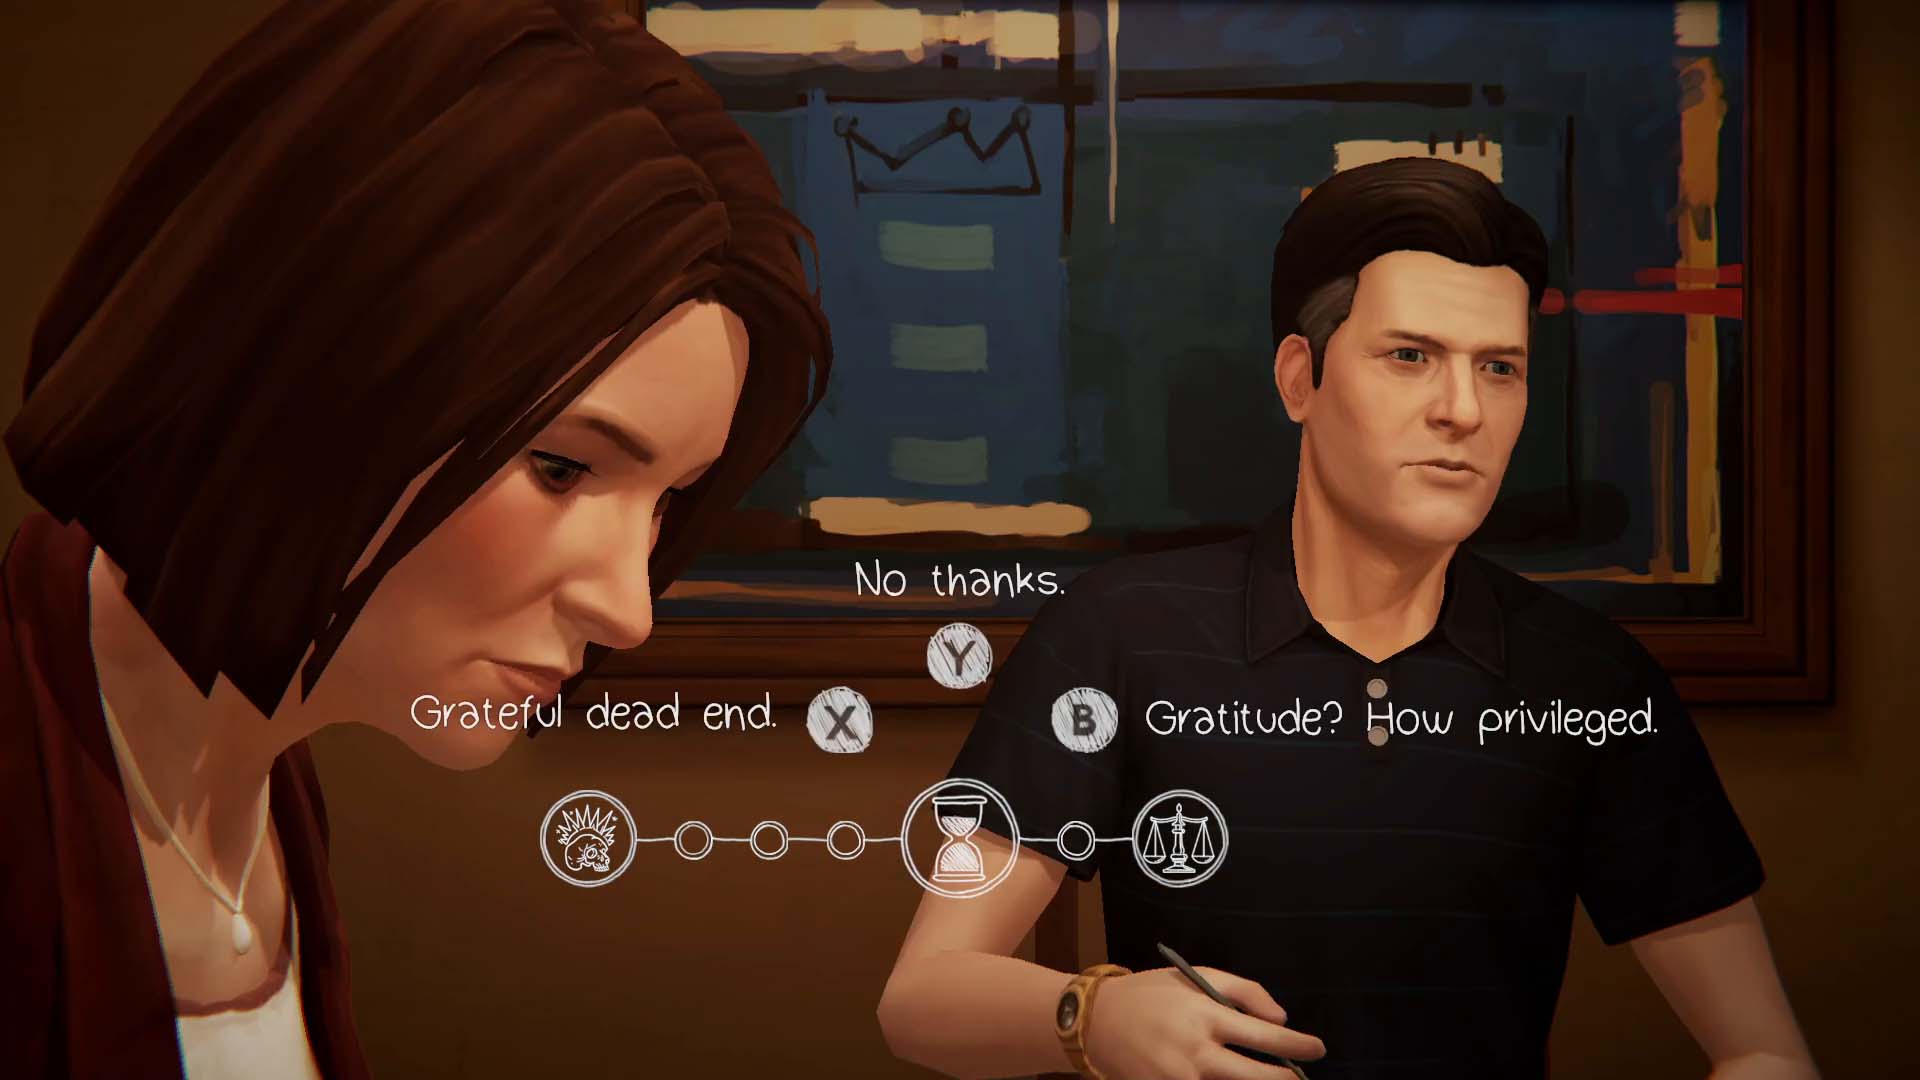 No thanks.
Y
Grateful dead end.
X
B
Gratitude? How privileged.